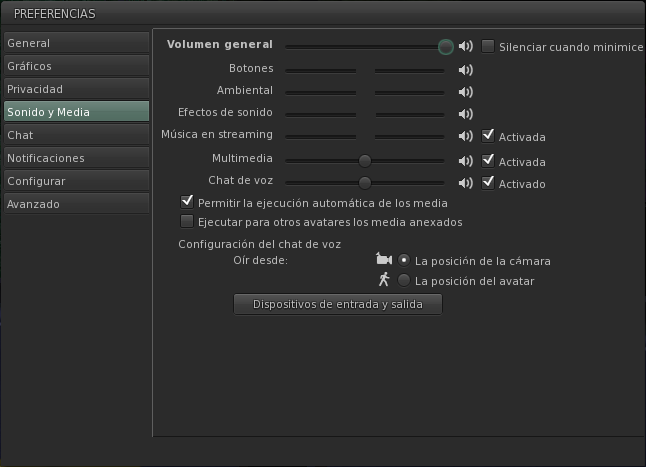 PREFERENCIAS
General
Gráficos
Privacidad
Sonido y Media
Chat
Notificaciones
Configurar
Avanzado
Volumen general
Silenciar cuando minimice
Botones
Ambiental
Efectos de sonido
Música en streaming
Activada
Multimedia
Activada
Chat de voz
Activado
Permitir la ejecución automática de los media
Ejecutar para otros avatares los media anexados
Configuración del chat de voz
Oír desde:
La posición de la cámara
La posición del avatar
Dispositivos de entrada y salida